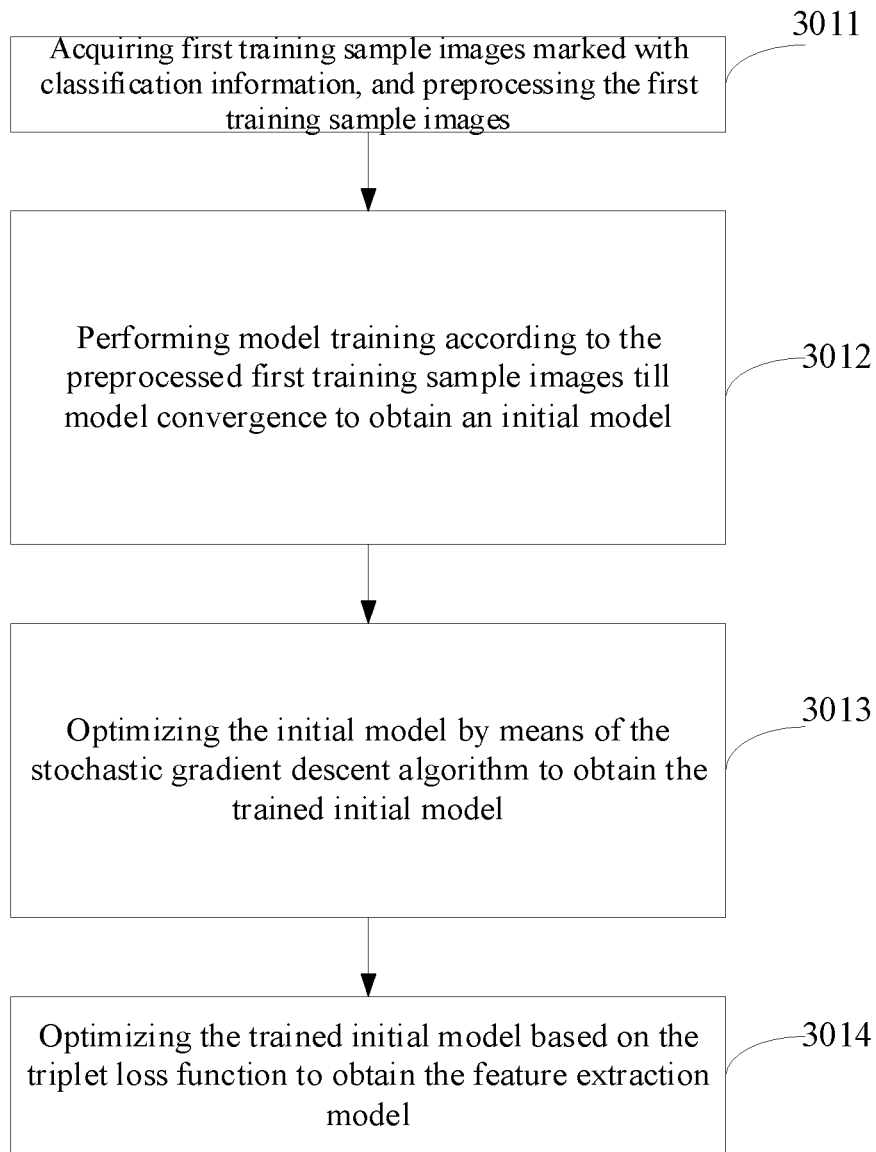 3011
Acquiring first training sample images marked with
classification information, and preprocessing the first
training sample images
Performing model training according to the
preprocessed first training sample images till
model convergence to obtain an initial model
3012
Optimizing the initial model by means of the
stochastic gradient descent algorithm to obtain the
trained initial model
3013
Optimizing the trained initial model based on the
triplet loss function to obtain the feature extraction
model
3014